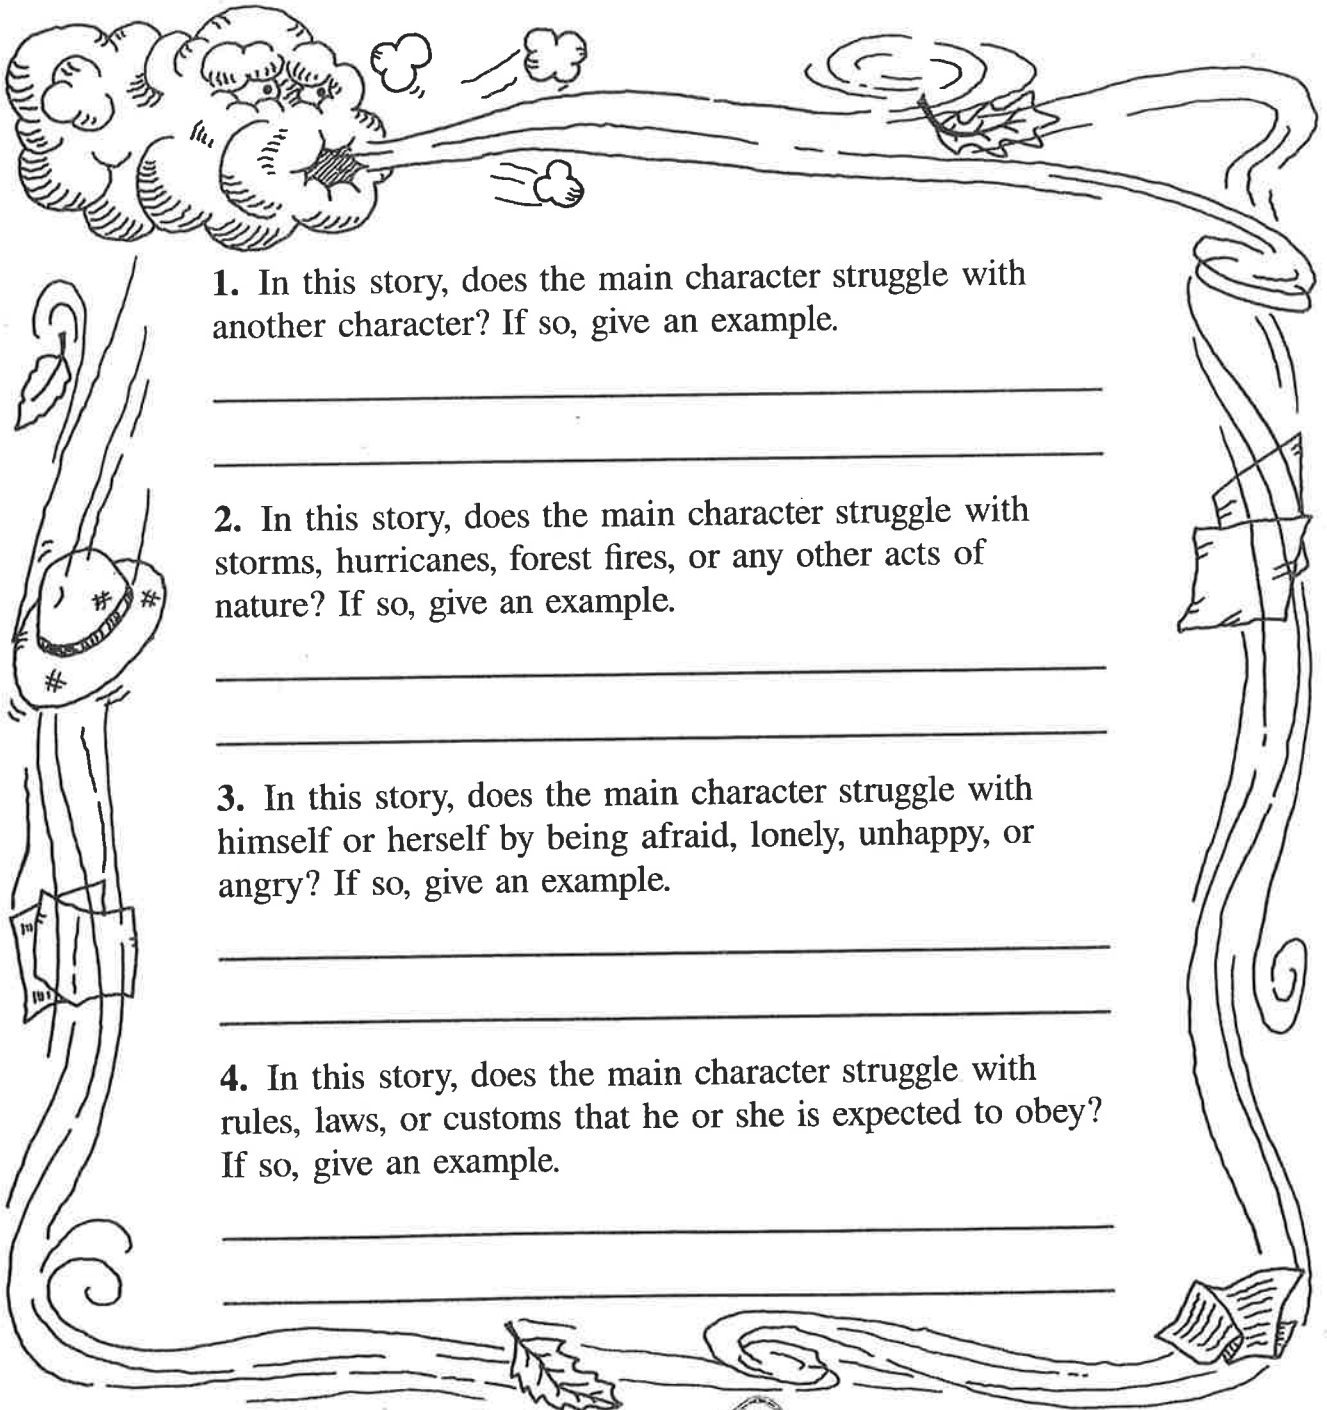 1. In this story, does the main character struggle with
another character? If so, give an example.
2. In this story, does the main character struggle with
storms, hurricanes, forest fires, or any other acts of
nature? If so, give an example.
3. In this story, does the main character struggle with
himself or herself by being afraid, lonely, unhappy, or
angry? If so, give an example.
4. In this story, does the main character struggle with
rules, laws, or customs that he or she is expected to obey?
If so, give an example.